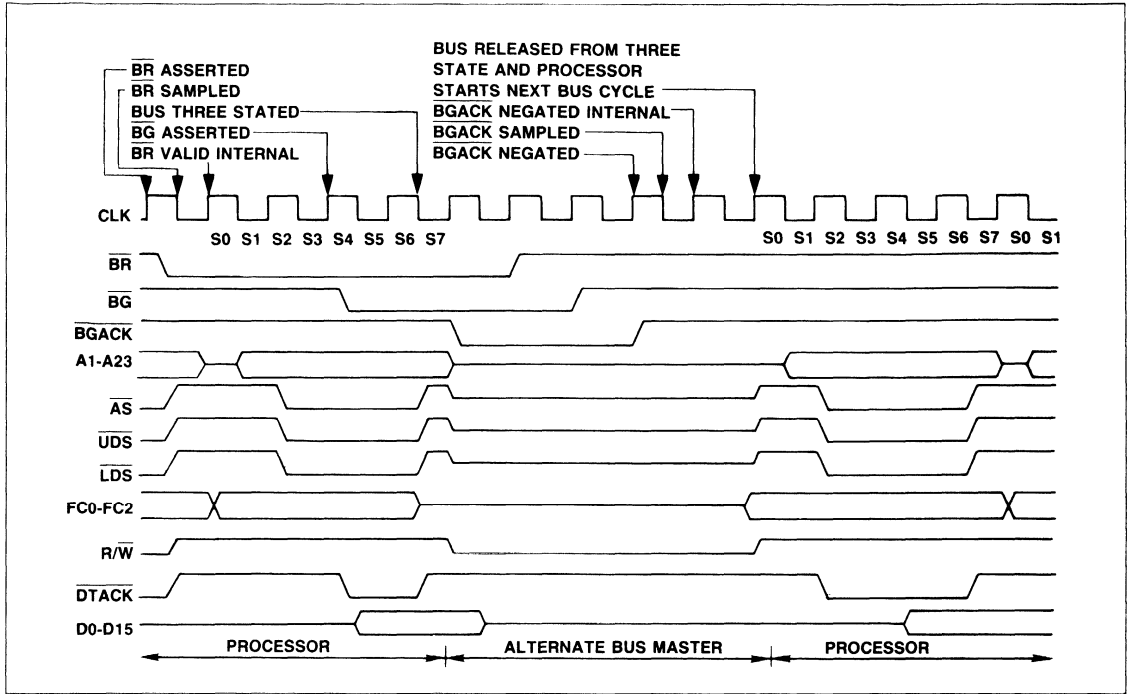 BR ASSERTED
BR SAMPLED
BUS THREE STATED
BG ASSERTED
BR VALID INTERNAL
BUS RELEASED FROM THREE
STATE AND PROCESSOR
STARTS NEXT BUS CYCLE
BGACK NEGATED INTERNAL
BGACK SAMPLED
BGACK NEGATED
CLK
S0 S1 S2 S3 S4 S5 S6 S7 S0 S1 S2 S3 S4 S5 S6 S7 S0 S1
BR
BG
BGACK
A1-A23
AS
UDS
LDS
FC0-FC2
R/W
DTACK
D0-D15
PROCESSOR ALTERNATE BUS MASTER PROCESSOR